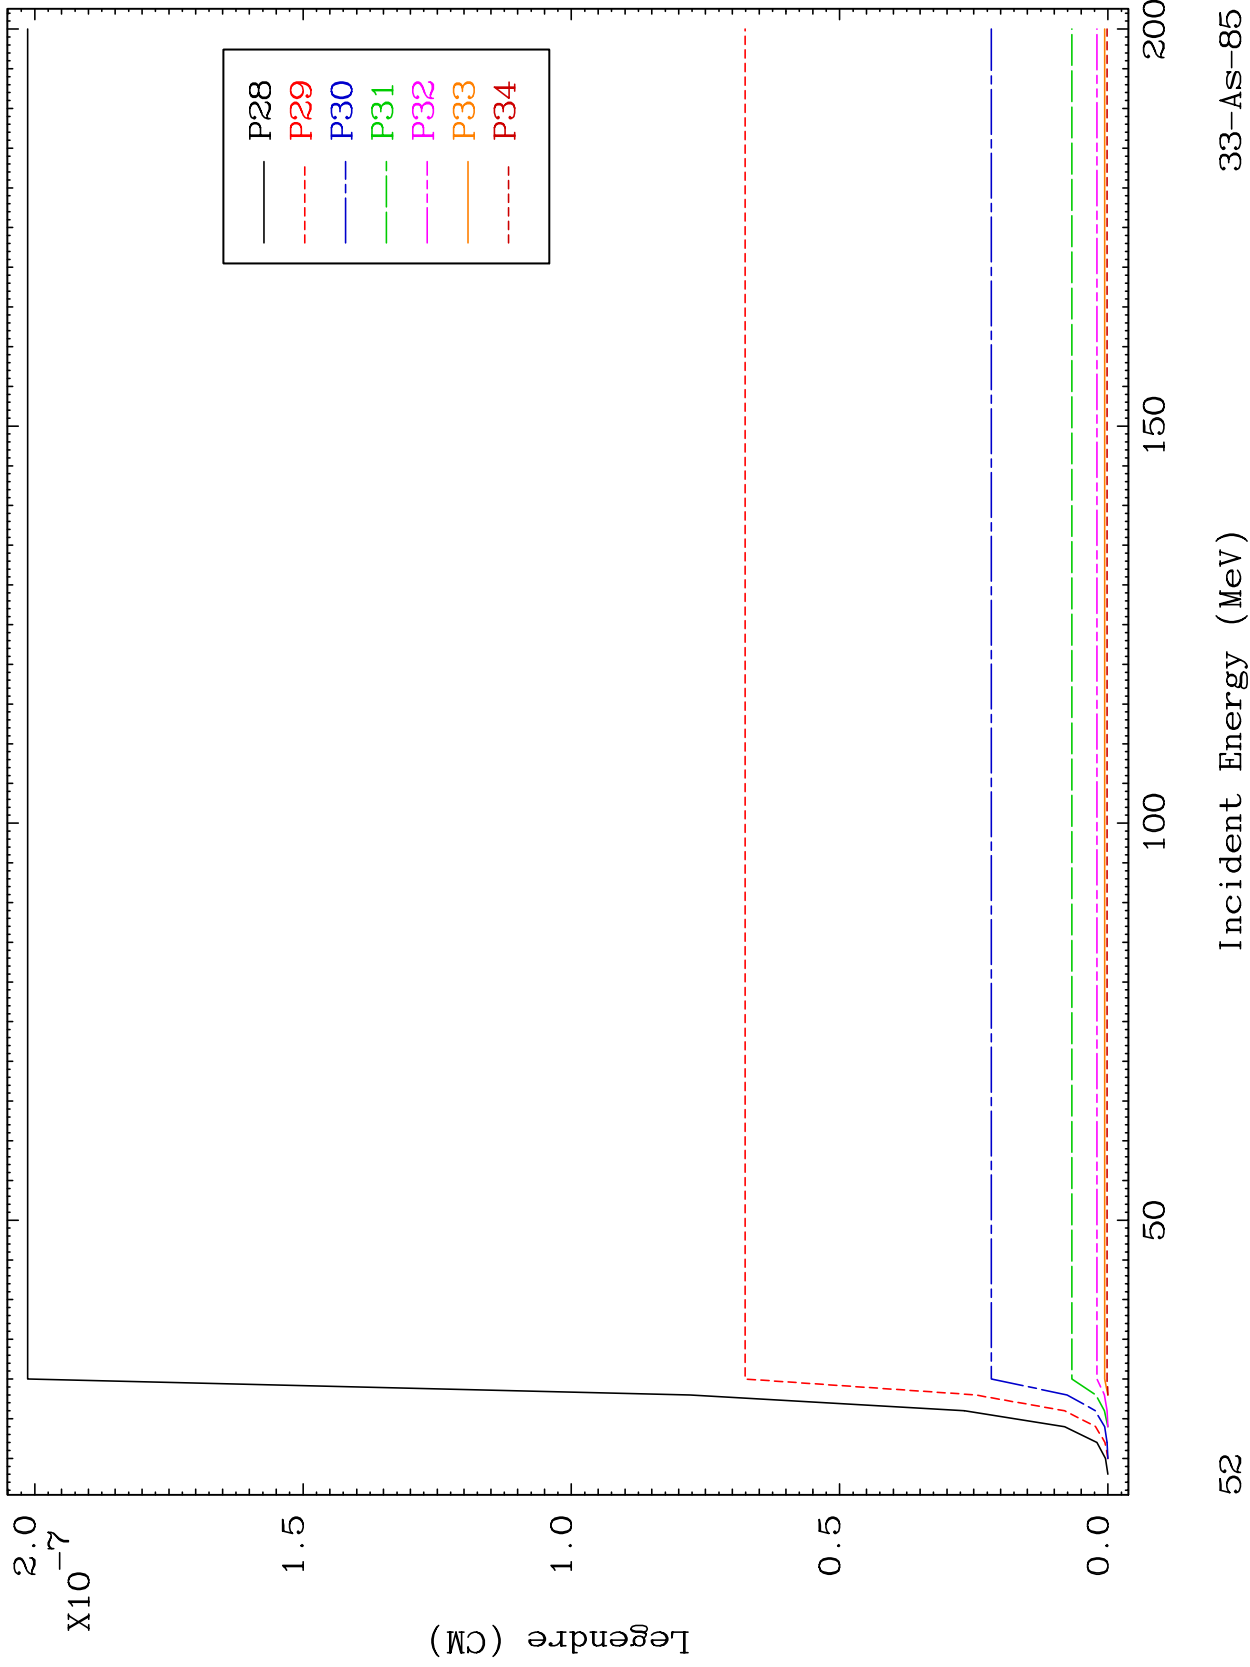 2.0
X10-7
1.5
1.0
0.5
0.0
Legendre (CM)
P28
P29
P30
P31
P32
P33
P34
50
100
150
200
Incident Energy (MeV)
52
33-As-85